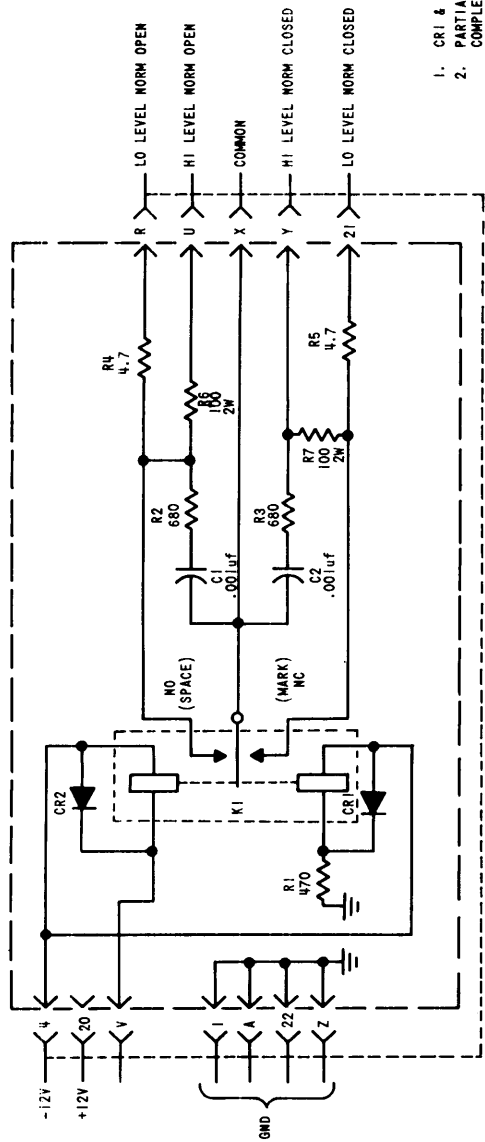 -12V
+12V
4
20
V
1
A
22
Z
GND
CR2
K1
CR1
R1
470
NO
(SPACE)
(MARK)
NC
C1
.001uf
R2
680
R4
4.7
R6
100
2W
C2
.001uf
R3
680
R7
100
2W
R5
4.7
R
U
X
Y
21
LO LEVEL NORM OPEN
HI LEVEL NORM OPEN
COMMON
HI LEVEL NORM CLOSED
LO LEVEL NORM CLOSED
1. CR1 &
2. PARTIA
COMPLE